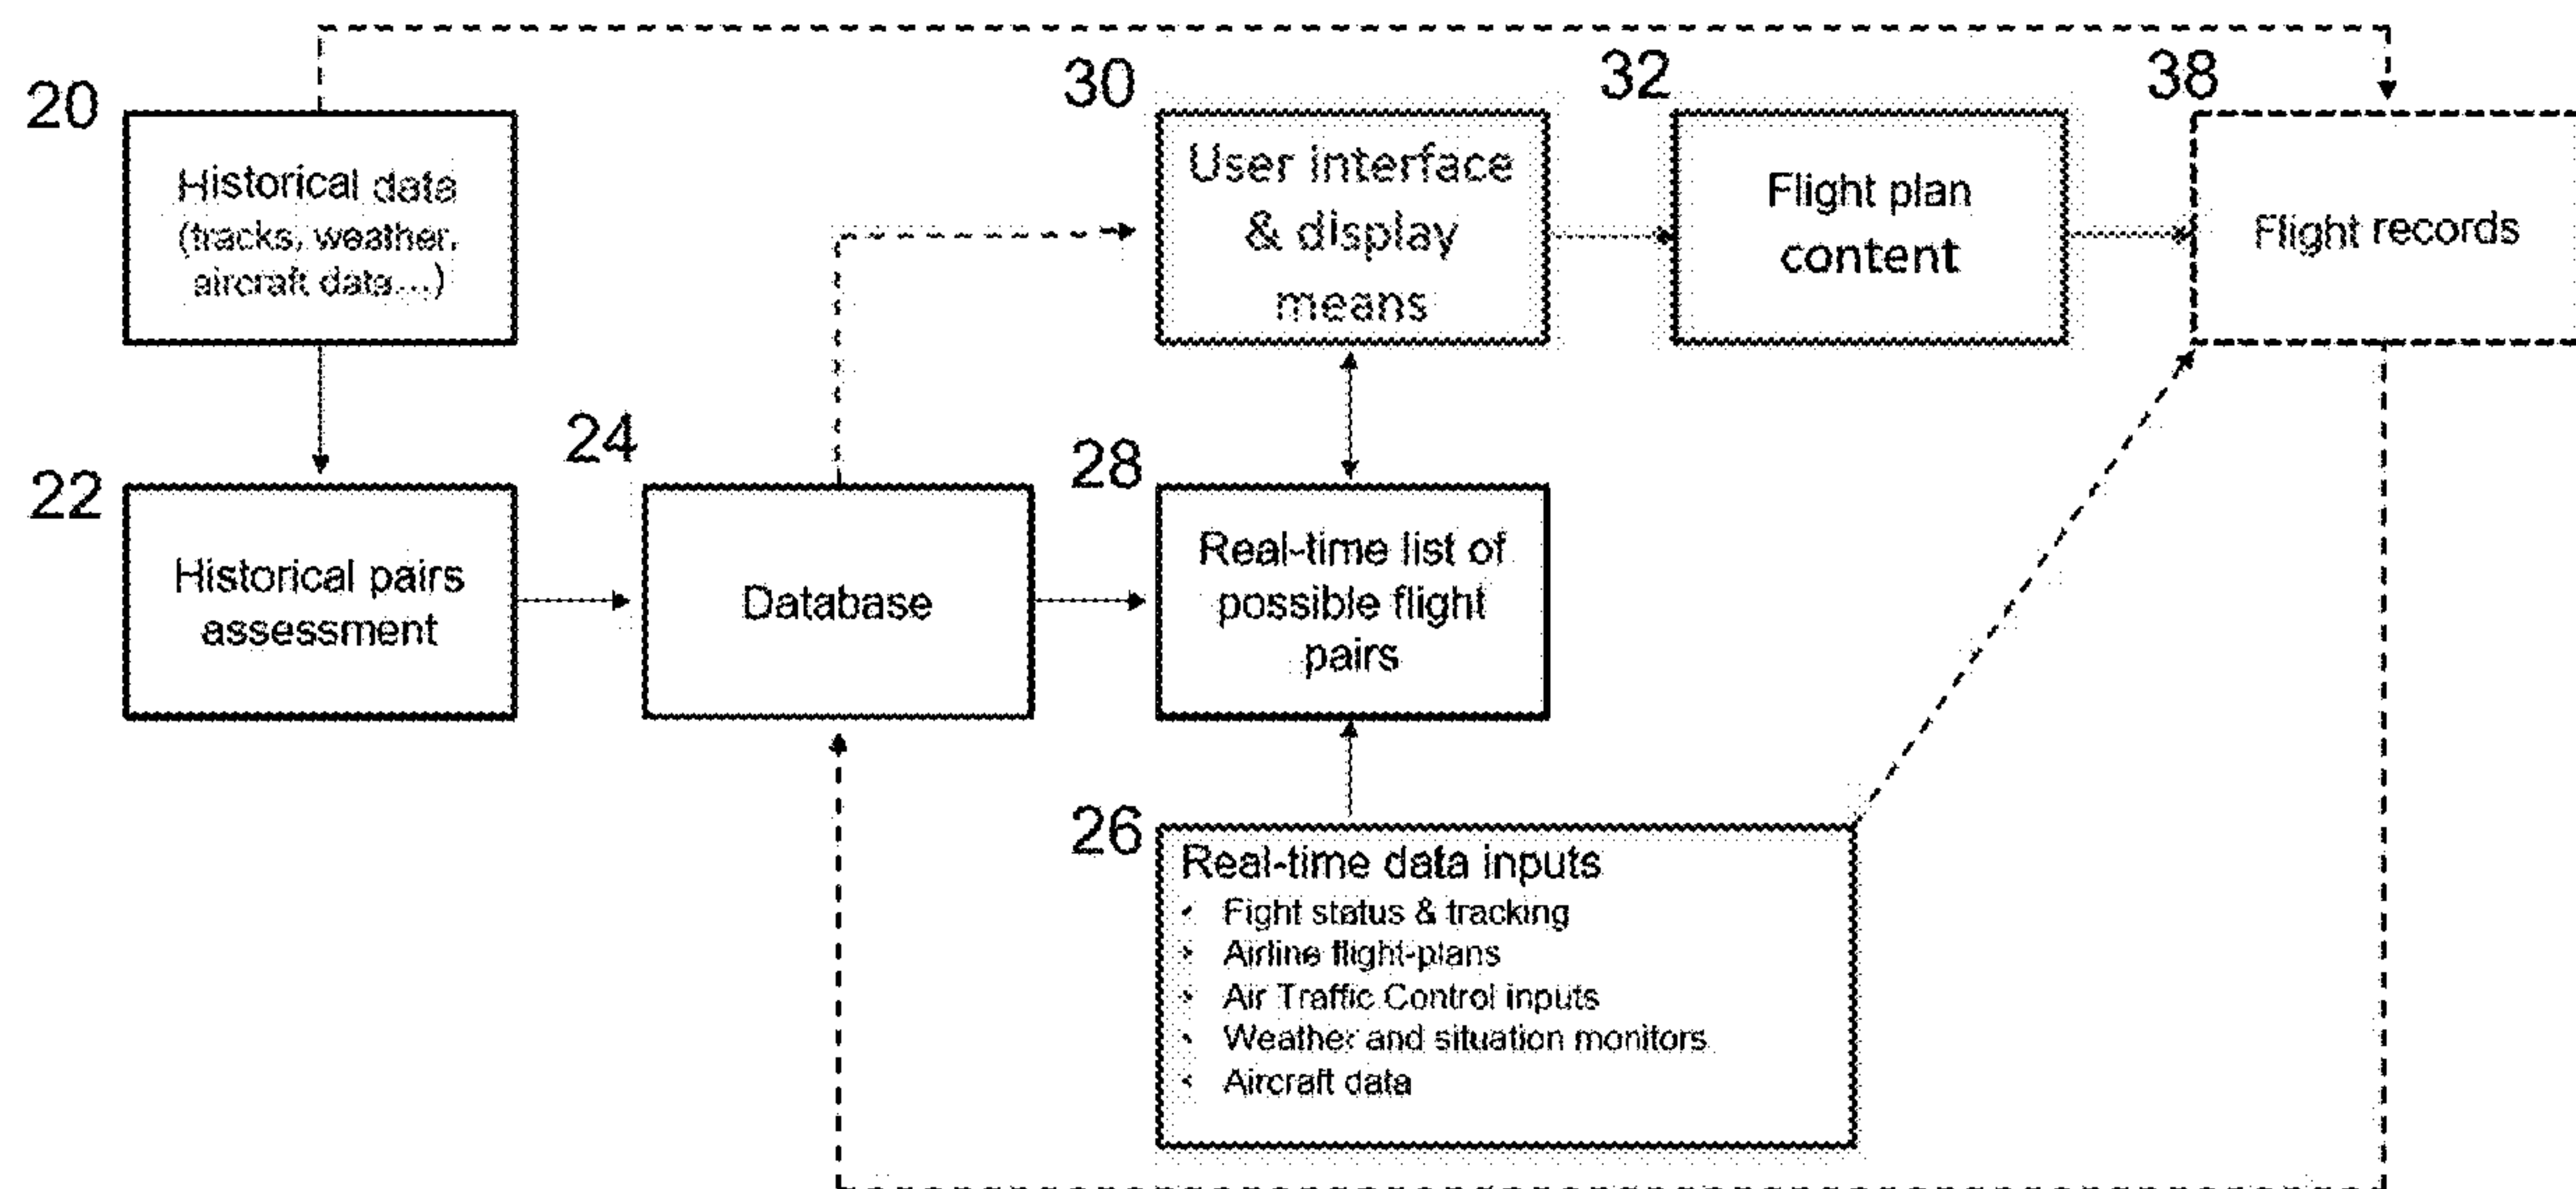 20
Historical data
(tracks, weather,
aircraft data...)
30
User interface
& display
means
32
Flight plan
content
38
Flight records
22
Historical pairs
assessment
24
Database
28
Real-time list of
possible flight
pairs
26
Real-time data inputs
Fight status & tracking
Airline flight-plans
Air Traffic Control inputs
Weather and situation monitors
Aircraft data